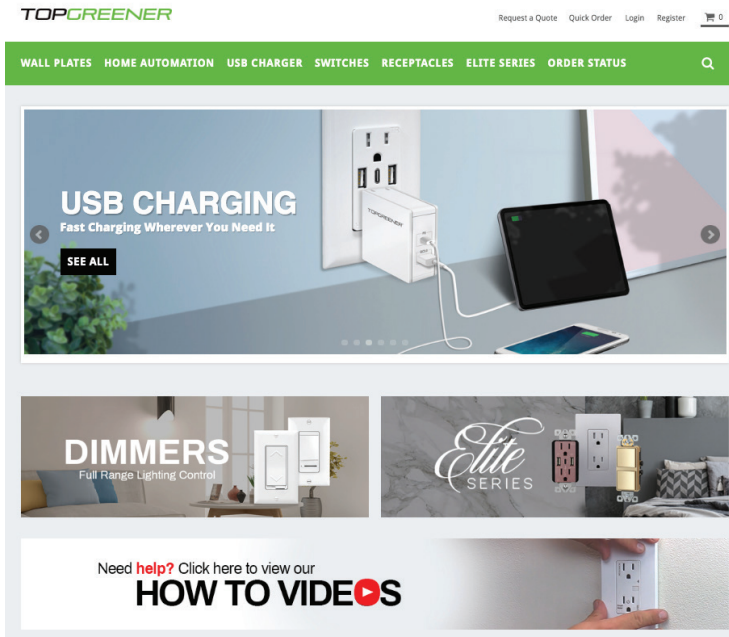 TOPGREENER
Request a Quote Quick Order Login Register 0
WALL PLATES HOME AUTOMATION USB CHARGER SWITCHES RECEPTACLES ELITE SERIES ORDER STATUS
USB CHARGING
Fast Charging Wherever You Need It
SEE ALL
TOPGREENER
DIMMERS
Full Range Lighting Control
Elite
SERIES
Need help? Click here to view our
HOW TO VIDEOS